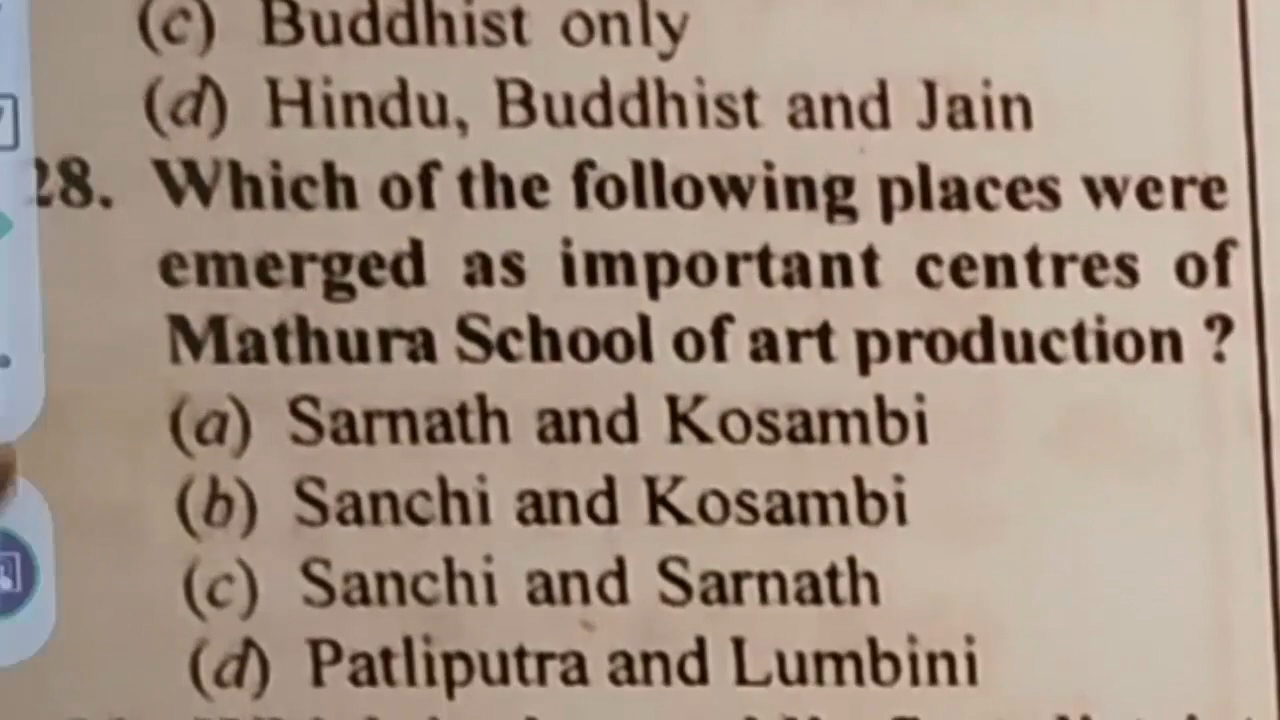 (c) Buddhist only
(d) Hindu, Buddhist and Jain
28. Which of the following places were
emerged as important centres of
Mathura School of art production ?
(a) Sarnath and Kosambi
(b) Sanchi and Kosambi
(c) Sanchi and Sarnath
(d) Patliputra and Lumbini